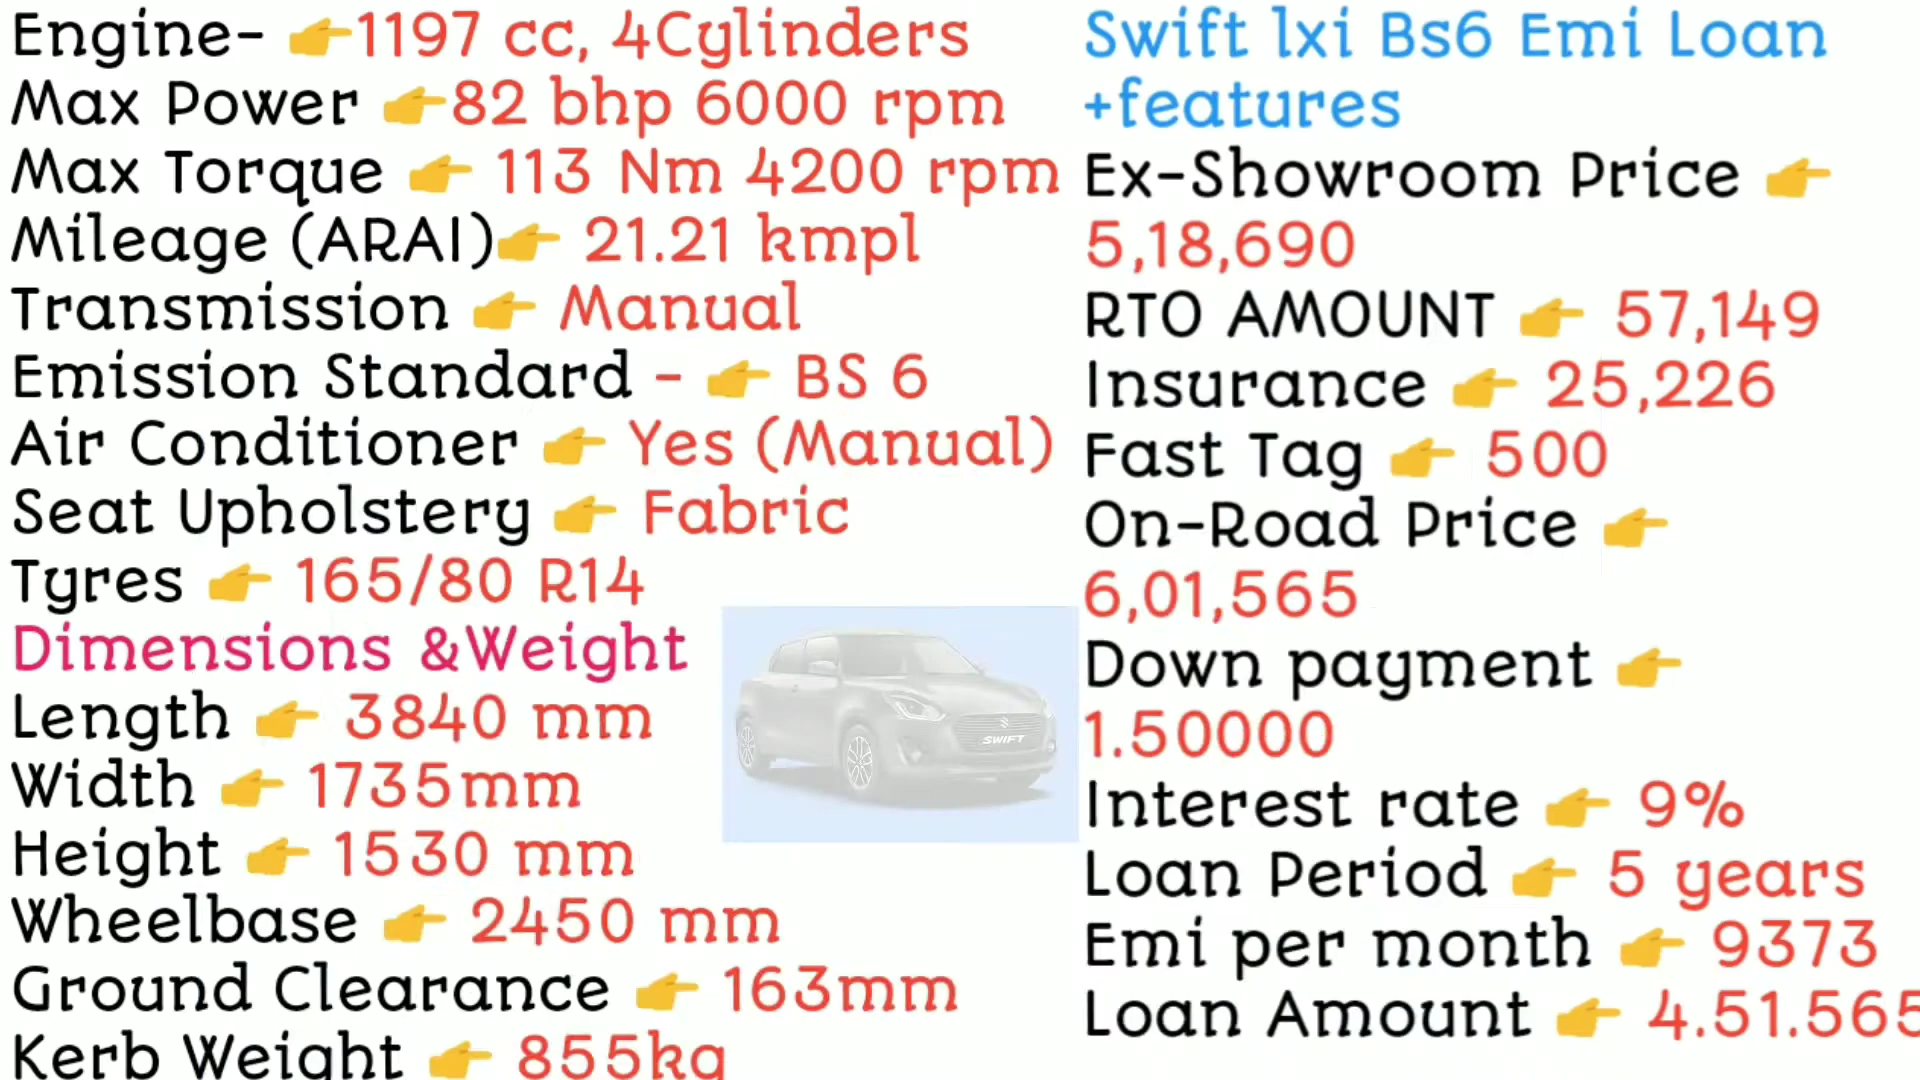 Engine- 👉1197 cc, 4Cylinders
Max Power 👉82 bhp 6000 rpm
Max Torque 👉 113 Nm 4200 rpm
Mileage (ARAI)👉 21.21 kmpl
Transmission 👉 Manual
Emission Standard - 👉 BS 6
Air Conditioner 👉 Yes (Manual)
Seat Upholstery 👉 Fabric
Tyres 👉 165/80 R14
Dimensions &Weight
Length 👉 3840 mm
Width 👉 1735mm
Height 👉 1530 mm
Wheelbase 👉 2450 mm
Ground Clearance 👉 163mm
Kerb Weight 👉 855kg
SWIFT
Swift lxi Bs6 Emi Loan
+features
Ex-Showroom Price 👉
5,18,690
RTO AMOUNT 👉 57,149
Insurance 👉 25,226
Fast Tag 👉 500
On-Road Price 👉
6,01,565
Down payment 👉
1.50000
Interest rate 👉 9%
Loan Period 👉 5 years
Emi per month 👉 9373
Loan Amount 👉 4.51.565